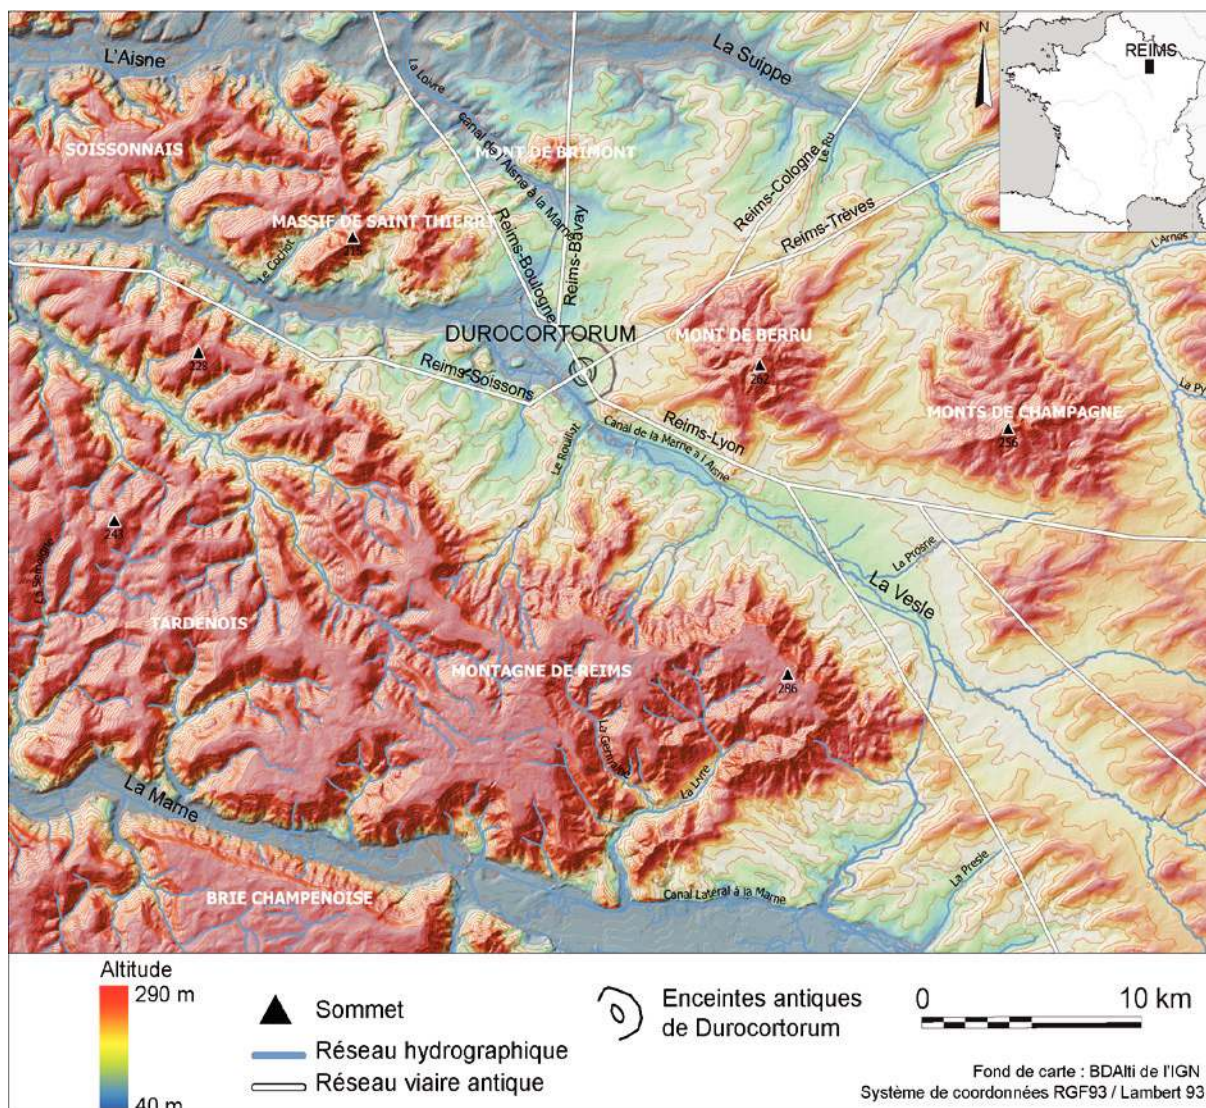 L'Aisne
La Suippe
N
REIMS
La Loivre
SOISSONNAIS
Canal de l'Aisne à la Marne
MONT DE BRIMONT
Le Ru
Reims-Cologne
MASSIF DE SAINT THIERRY
Reims-Trèves
L'Arnes
Le Cochot
Reims-Boulogne
Reims-Bavay
DUROCORTORUM
MONT DE BERRU
228
Reims-Soissons
262
La Py
MONTS DE CHAMPAGNE
256
Reims-Lyon
Canal de la Marne à l'Aisne
Le Rouillot
243
La Prosne
La Vesle
TARDENOIS
MONTAGNE DE REIMS
286
La Livre
La Marne
La Presle
BRIE CHAMPENOISE
Canal Latéral à la Marne
Altitude
290 m
40 m
Sommet
Réseau hydrographique
Réseau viaire antique
Enceintes antiques
de Durocortorum
0 10 km
Fond de carte : BDAlti de l'IGN
Système de coordonnées RGF93 / Lambert 93